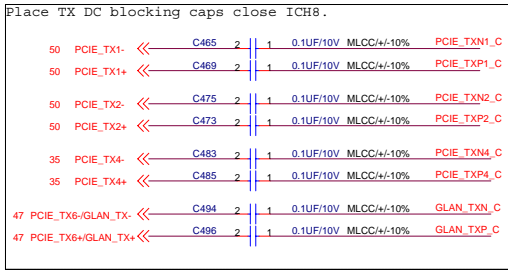 Place TX DC blocking caps close ICH8.
50 PCIE_TX1- C465 2 1 0.1UF/10V MLCC/+/-10% PCIE_TXN1_C
50 PCIE_TX1+ C469 2 1 0.1UF/10V MLCC/+/-10% PCIE_TXP1_C
50 PCIE_TX2- C475 2 1 0.1UF/10V MLCC/+/-10% PCIE_TXN2_C
50 PCIE_TX2+ C473 2 1 0.1UF/10V MLCC/+/-10% PCIE_TXP2_C
35 PCIE_TX4- C483 2 1 0.1UF/10V MLCC/+/-10% PCIE_TXN4_C
35 PCIE_TX4+ C485 2 1 0.1UF/10V MLCC/+/-10% PCIE_TXP4_C
47 PCIE_TX6-/GLAN_TX- C494 2 1 0.1UF/10V MLCC/+/-10% GLAN_TXN_C
47 PCIE_TX6+/GLAN_TX+ C496 2 1 0.1UF/10V MLCC/+/-10% GLAN_TXP_C